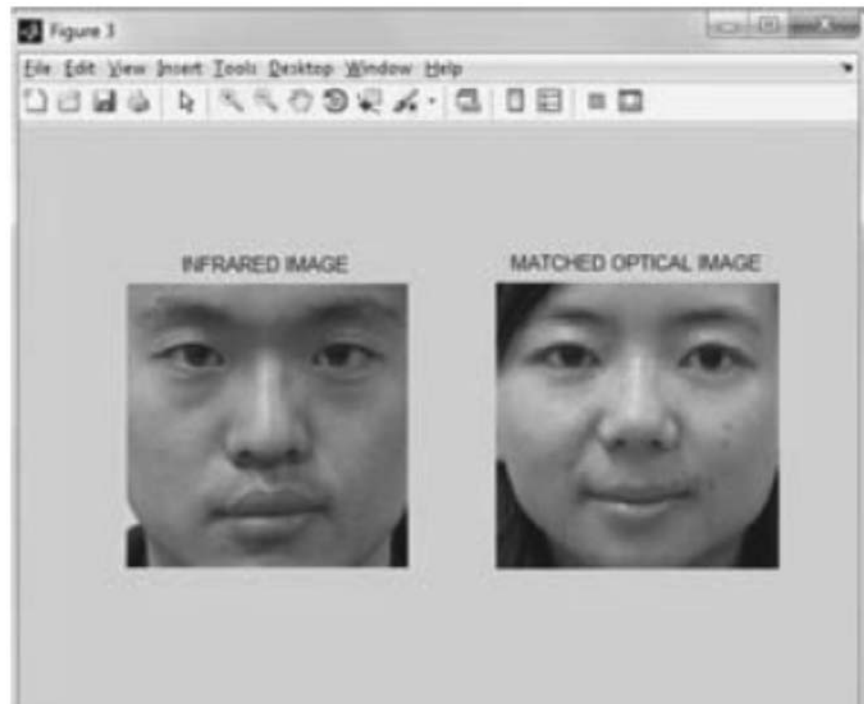 Figure 3
File Edit View Insert Tools Desktop Window Help
INFRARED IMAGE
MATCHED OPTICAL IMAGE